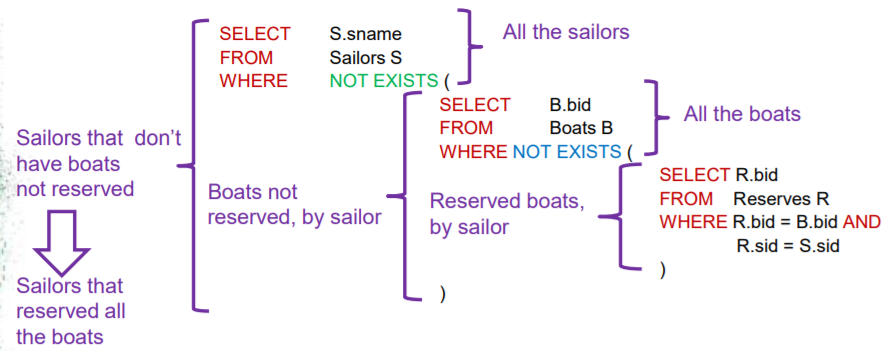 SELECT S.sname
FROM Sailors S
WHERE NOT EXISTS (
All the sailors
SELECT B.bid
FROM Boats B
WHERE NOT EXISTS (
All the boats
SELECT R.bid
FROM Reserves R
WHERE R.bid = B.bid AND
R.sid = S.sid
)
)
Reserved boats,
by sailor
Boats not
reserved, by sailor
Sailors that don't
have boats
not reserved
Sailors that
reserved all
the boats